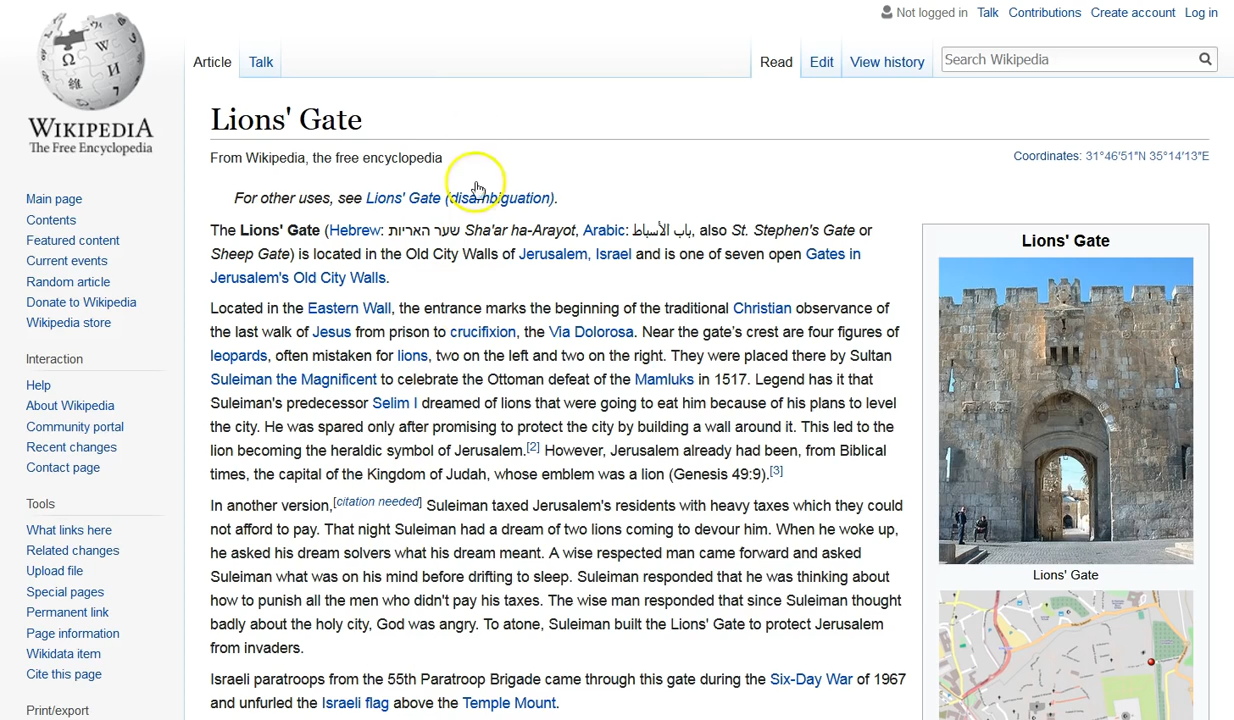 Not logged in Talk Contributions Create account Log in
Article Talk Read Edit View history Search Wikipedia
WIKIPEDIA
The Free Encyclopedia
Main page
Contents
Featured content
Current events
Random article
Donate to Wikipedia
Wikipedia store
Interaction
Help
About Wikipedia
Community portal
Recent changes
Contact page
Tools
What links here
Related changes
Upload file
Special pages
Permanent link
Page information
Wikidata item
Cite this page
Print/export
Lions' Gate
From Wikipedia, the free encyclopedia
Coordinates: 31°46′51″N 35°14′13″E
For other uses, see Lions' Gate (disambiguation).
The Lions' Gate (Hebrew: שער האריות Sha'ar ha-Arayot, Arabic: باب الأسباط, also St. Stephen's Gate or
Sheep Gate) is located in the Old City Walls of Jerusalem, Israel and is one of seven open Gates in
Jerusalem's Old City Walls.
Located in the Eastern Wall, the entrance marks the beginning of the traditional Christian observance of
the last walk of Jesus from prison to crucifixion, the Via Dolorosa. Near the gate's crest are four figures of
leopards, often mistaken for lions, two on the left and two on the right. They were placed there by Sultan
Suleiman the Magnificent to celebrate the Ottoman defeat of the Mamluks in 1517. Legend has it that
Suleiman's predecessor Selim I dreamed of lions that were going to eat him because of his plans to level
the city. He was spared only after promising to protect the city by building a wall around it. This led to the
lion becoming the heraldic symbol of Jerusalem.[2] However, Jerusalem already had been, from Biblical
times, the capital of the Kingdom of Judah, whose emblem was a lion (Genesis 49:9).[3]
In another version,[citation needed] Suleiman taxed Jerusalem's residents with heavy taxes which they could
not afford to pay. That night Suleiman had a dream of two lions coming to devour him. When he woke up,
he asked his dream solvers what his dream meant. A wise respected man came forward and asked
Suleiman what was on his mind before drifting to sleep. Suleiman responded that he was thinking about
how to punish all the men who didn't pay his taxes. The wise man responded that since Suleiman thought
badly about the holy city, God was angry. To atone, Suleiman built the Lions' Gate to protect Jerusalem
from invaders.
Israeli paratroops from the 55th Paratroop Brigade came through this gate during the Six-Day War of 1967
and unfurled the Israeli flag above the Temple Mount.
Lions' Gate
Lions' Gate